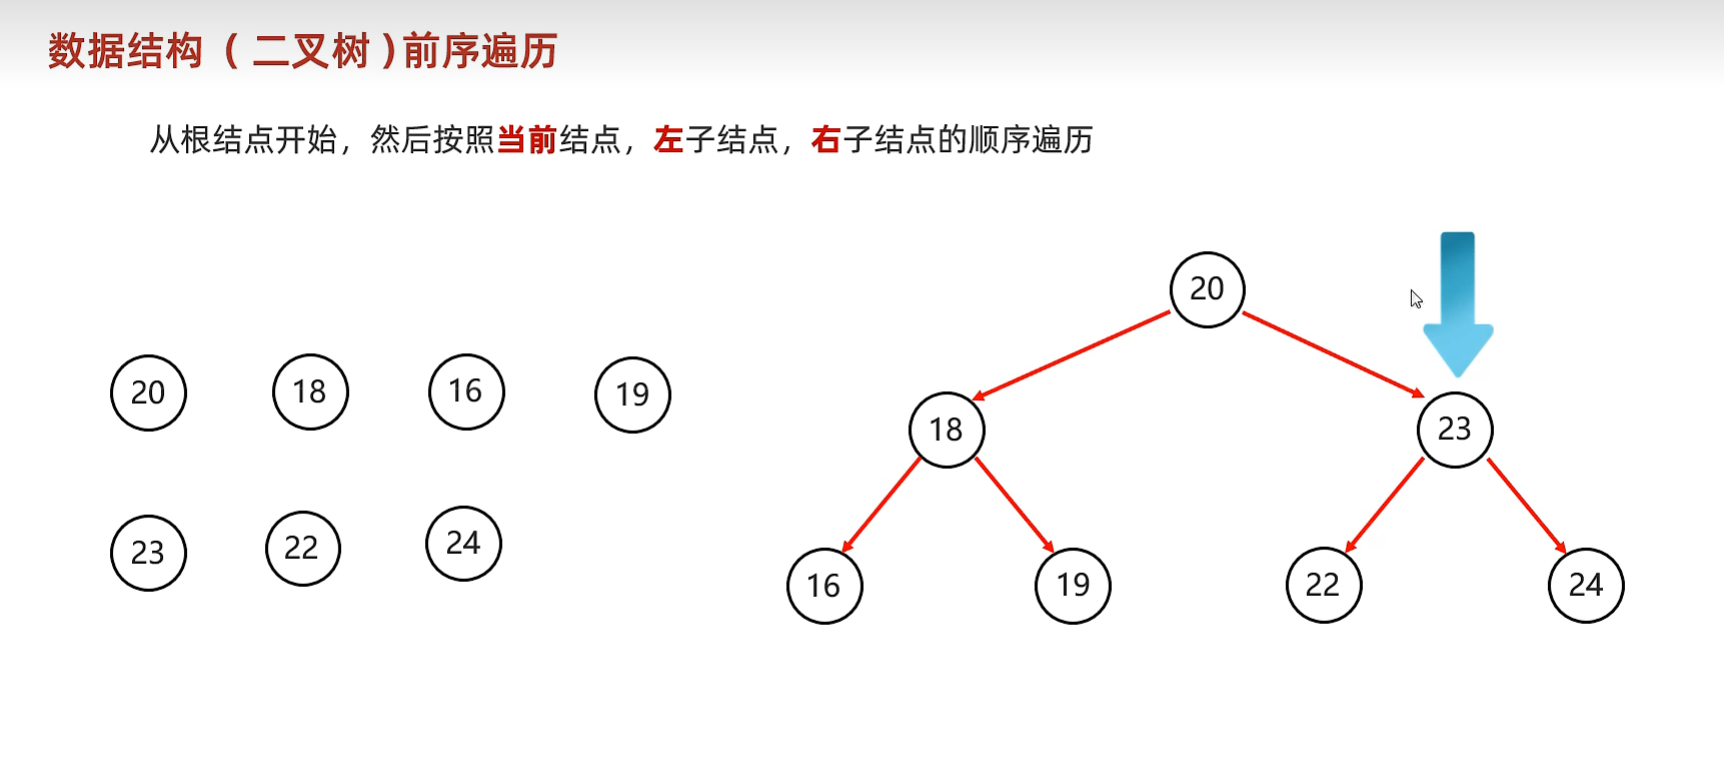 数据结构（二叉树)前序遍历
从根结点开始，然后按照当前结点，左子结点，右子结点的顺序遍历
20 18 16 19
23 22 24
20
18 23
16 19 22 24